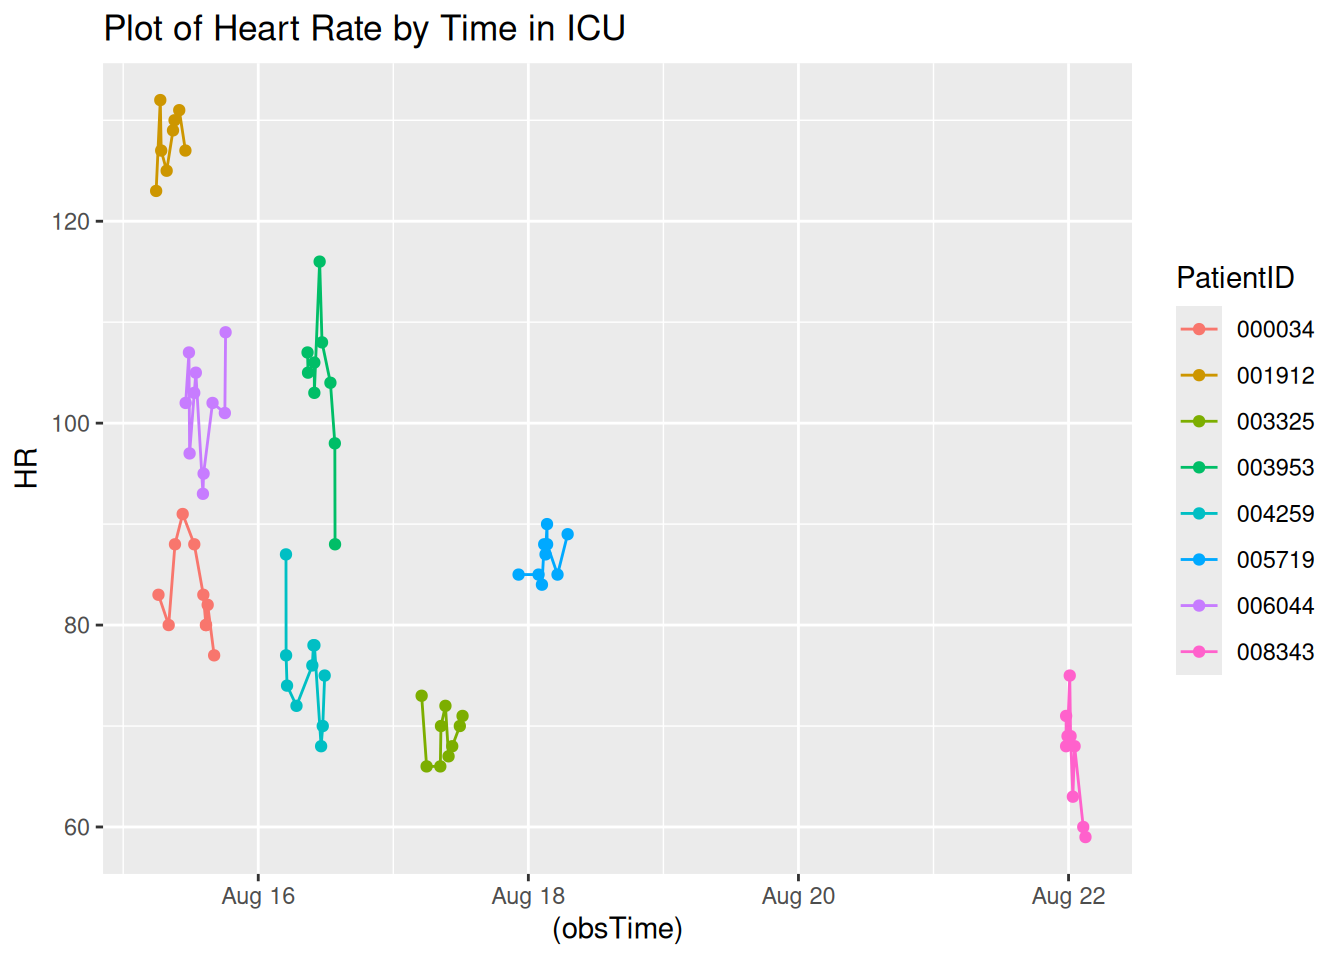 Plot of Heart Rate by Time in ICU
120
100
80
60
HR
Aug 16
Aug 18
Aug 20
Aug 22
(obsTime)
PatientID
000034
001912
003325
003953
004259
005719
006044
008343